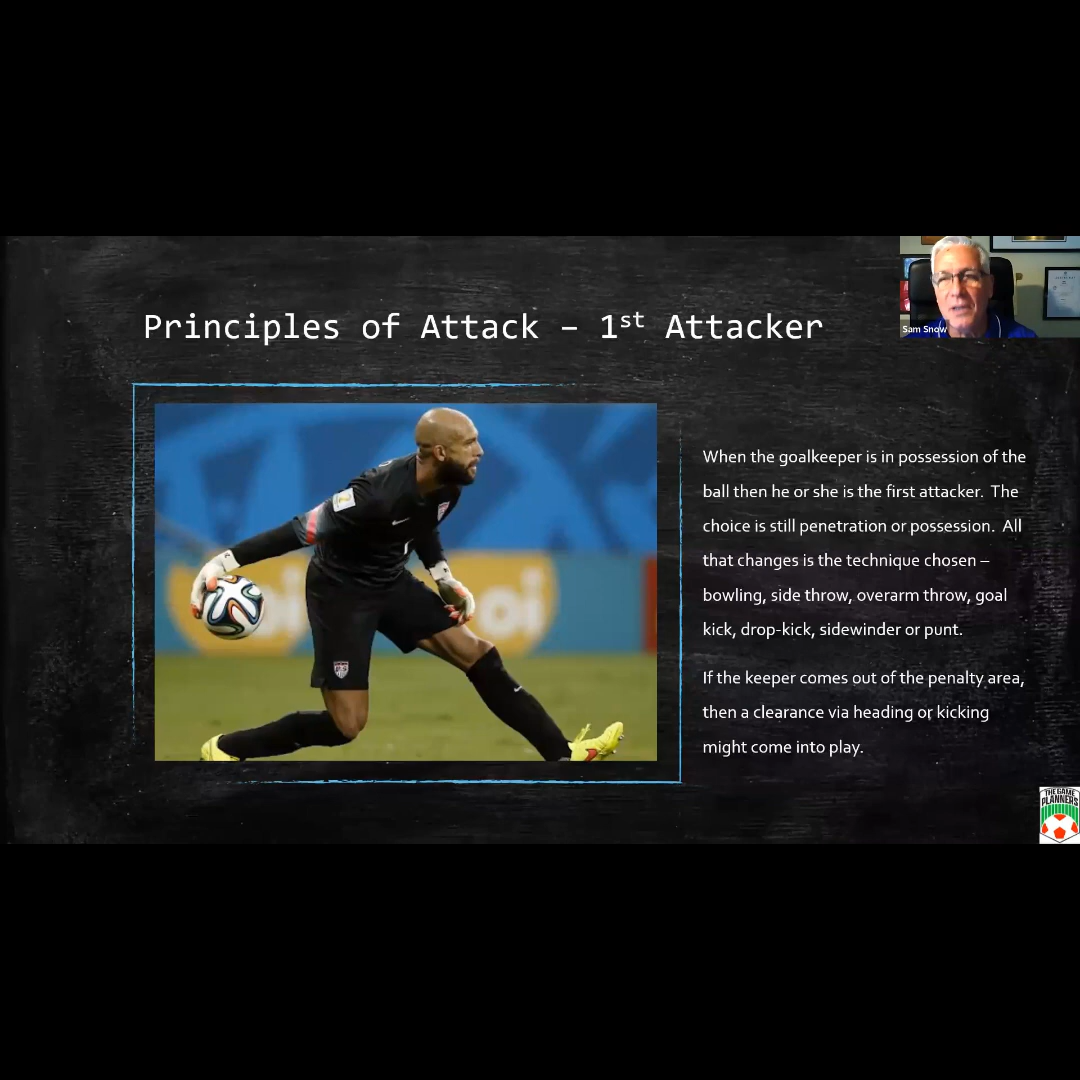 Sam Snow
Principles of Attack – 1st Attacker
oi
oi
When the goalkeeper is in possession of the
ball then he or she is the first attacker. The
choice is still penetration or possession. All
that changes is the technique chosen –
bowling, side throw, overarm throw, goal
kick, drop-kick, sidewinder or punt.
If the keeper comes out of the penalty area,
then a clearance via heading or kicking
might come into play.
THE GAME
PLANNERS